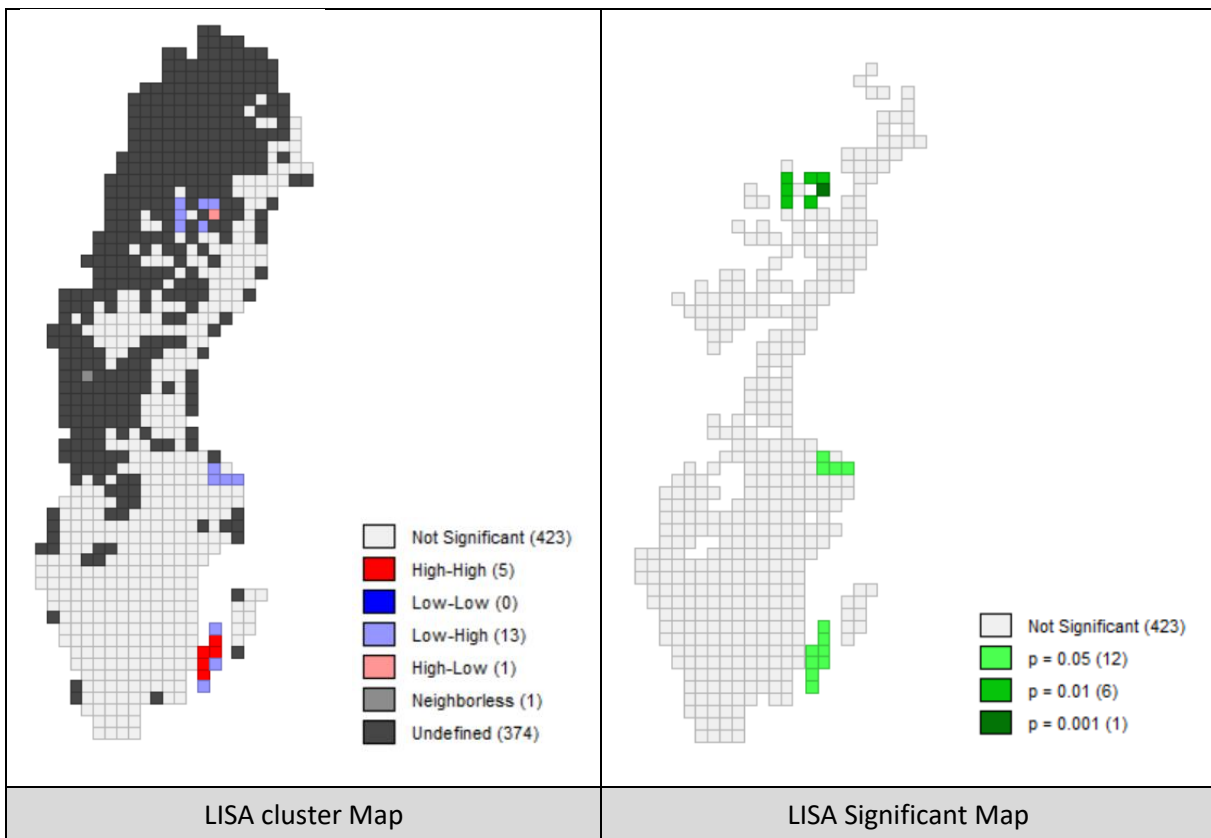 Not Significant (423)
High-High (5)
Low-Low (0)
Low-High (13)
High-Low (1)
Neighborless (1)
Undefined (374)
Not Significant (423)
p = 0.05 (12)
p = 0.01 (6)
p = 0.001 (1)
LISA cluster Map
LISA Significant Map